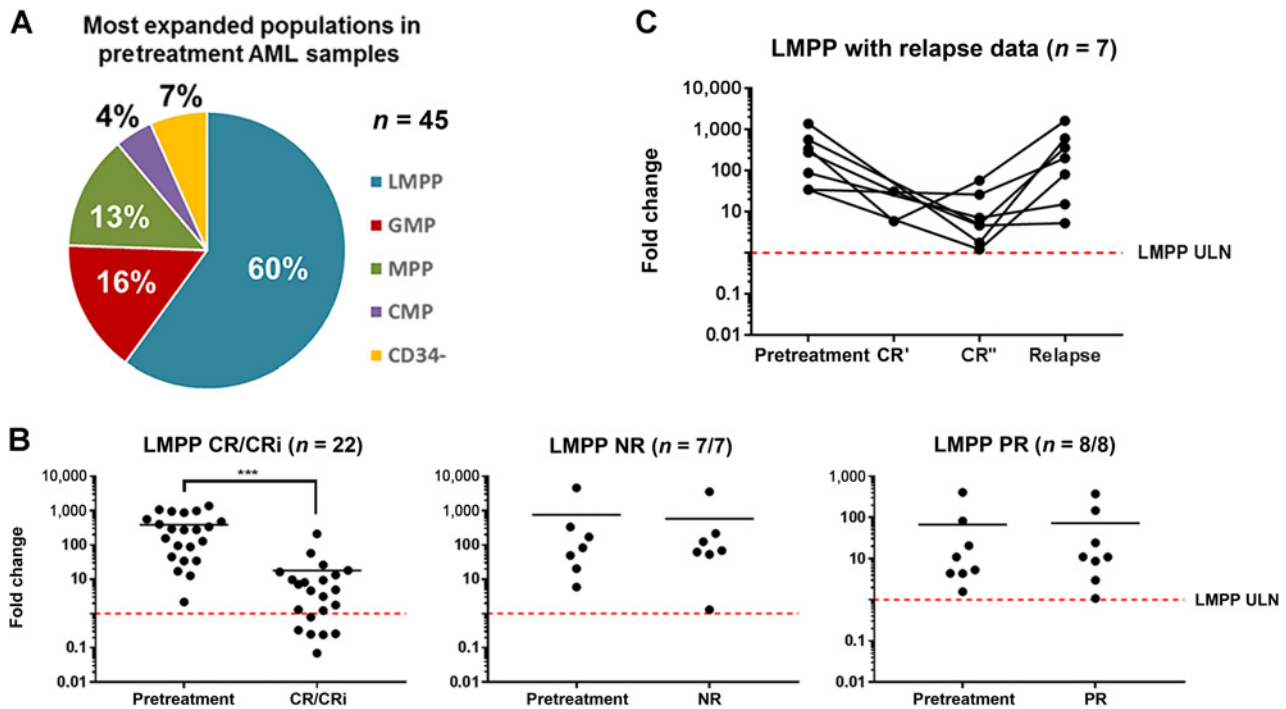 A
Most expanded populations in
pretreatment AML samples
7%
4%
13%
16%
60%
n = 45
LMPP
GMP
MPP
CMP
CD34-
C
LMPP with relapse data (n = 7)
Fold change
10,000
1,000
100
10
0.1
0.01
LMPP ULN
Pretreatment CR' CR" Relapse
B
LMPP CR/CRi (n = 22)
Fold change
10,000
1,000
100
10
0.1
0.01
***
Pretreatment CR/CRi
LMPP NR (n = 7/7)
10,000
1,000
100
10
0.1
0.01
Pretreatment NR
LMPP PR (n = 8/8)
1,000
100
10
0.1
0.01
LMPP ULN
Pretreatment PR